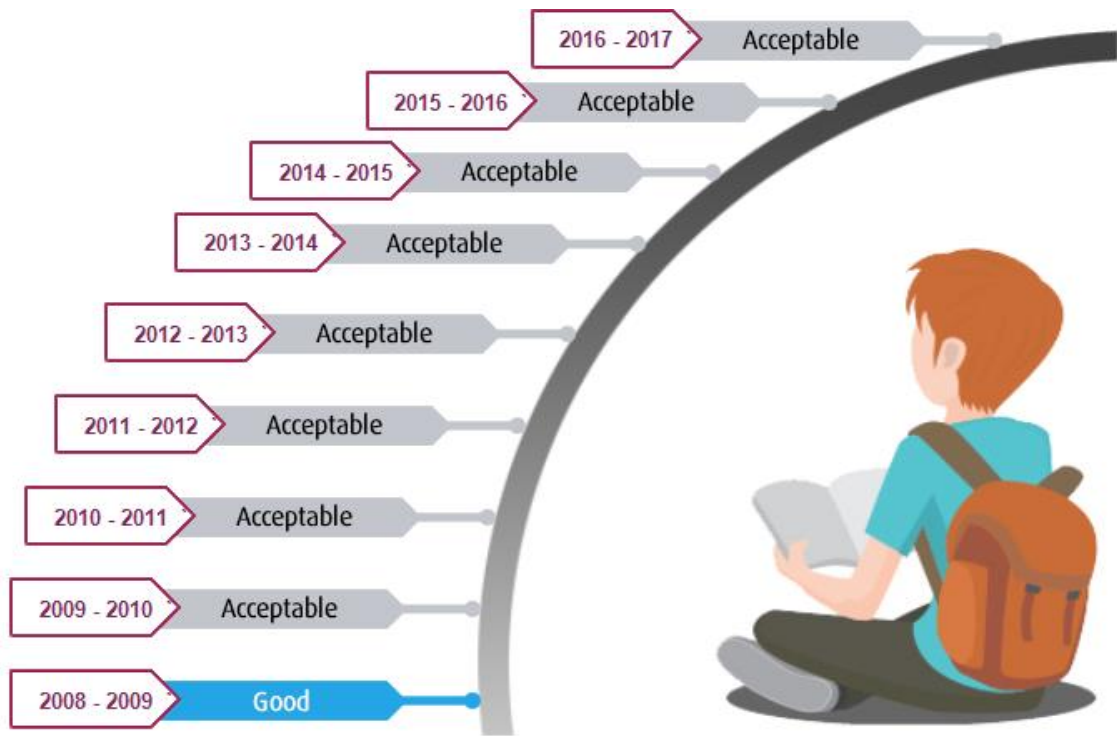 2016 - 2017 Acceptable
2015 - 2016 Acceptable
2014 - 2015 Acceptable
2013 - 2014 Acceptable
2012 - 2013 Acceptable
2011 - 2012 Acceptable
2010 - 2011 Acceptable
2009 - 2010 Acceptable
2008 - 2009 Good